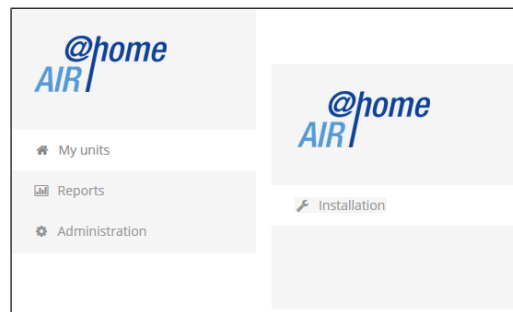 @home
AIR
My units
Reports
Administration
@home
AIR
Installation